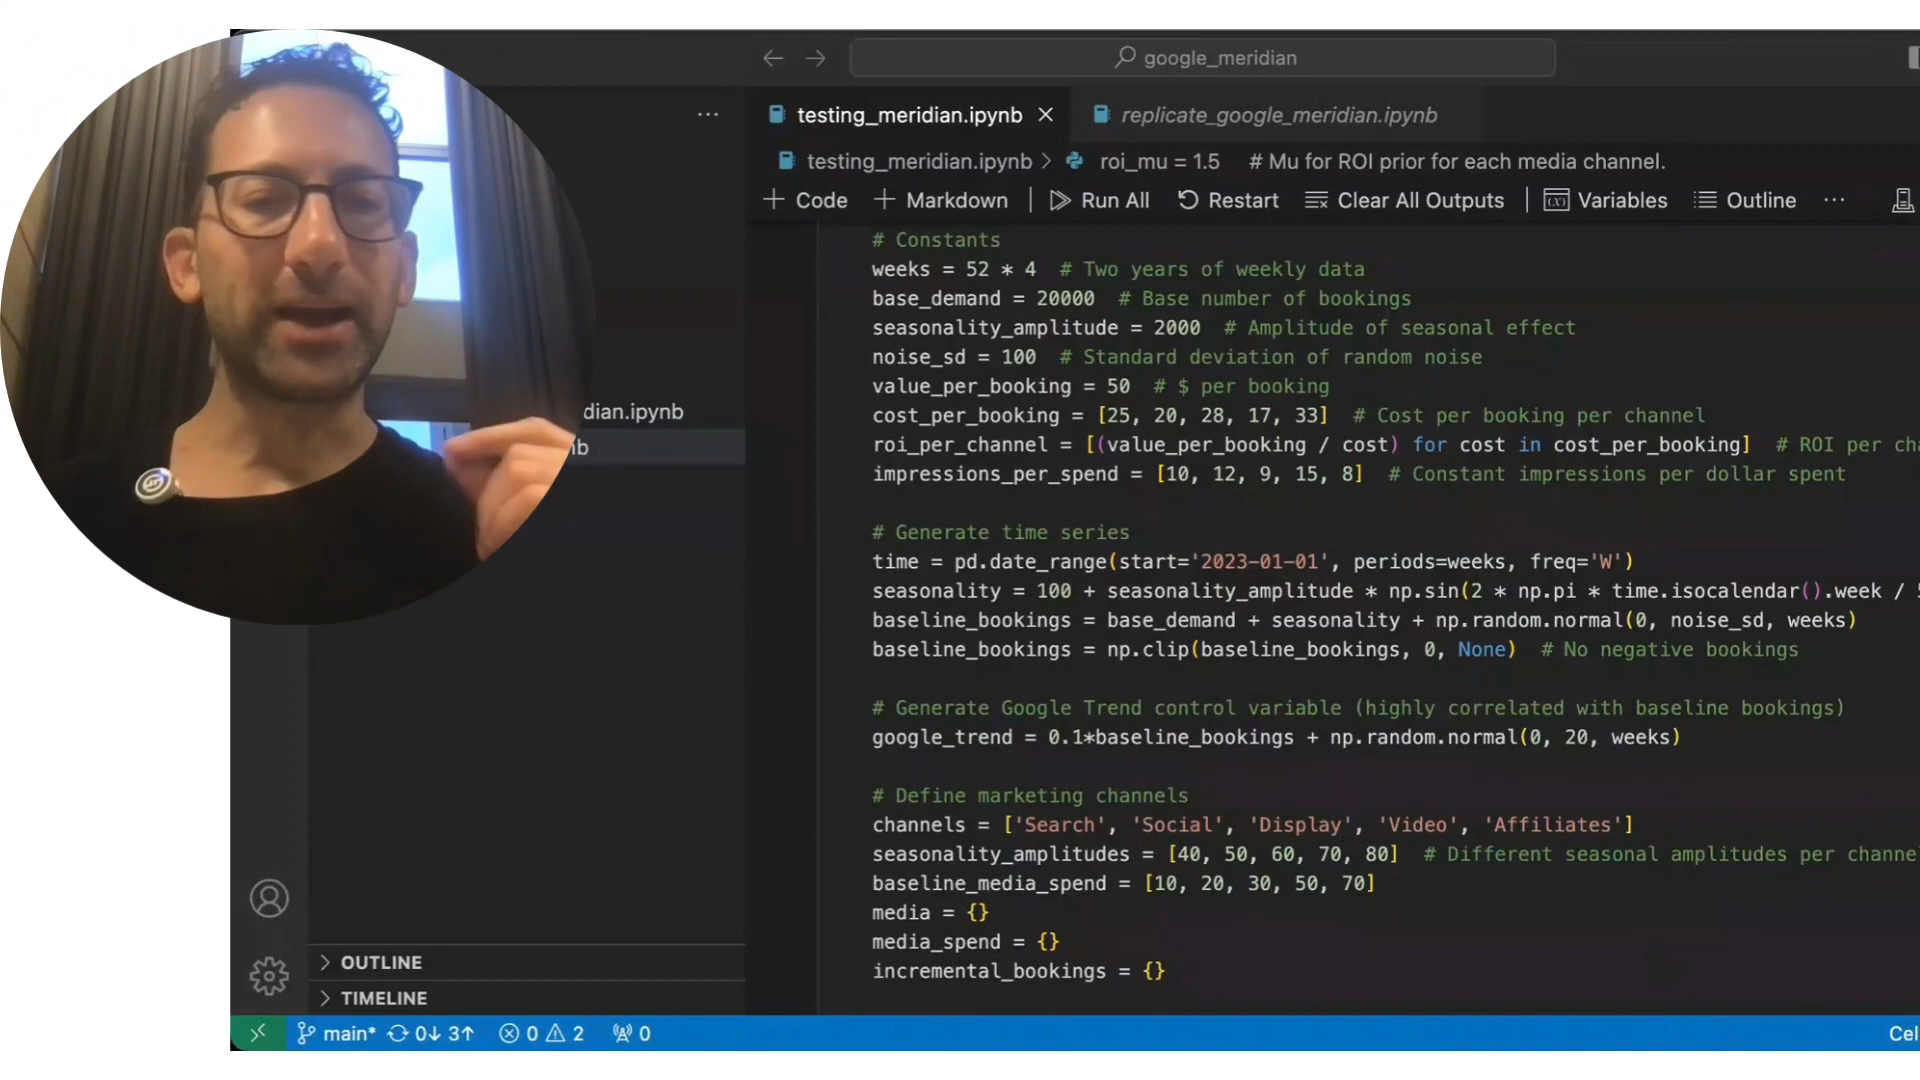 google_meridian
testing_meridian.ipynb
replicate_google_meridian.ipynb
testing_meridian.ipynb > roi_mu = 1.5 # Mu for ROI prior for each media channel.
+ Code + Markdown | Run All Restart Clear All Outputs | Variables Outline ...
dian.ipynb
nb
# Constants
weeks = 52 * 4 # Two years of weekly data
base_demand = 20000 # Base number of bookings
seasonality_amplitude = 2000 # Amplitude of seasonal effect
noise_sd = 100 # Standard deviation of random noise
value_per_booking = 50 # $ per booking
cost_per_booking = [25, 20, 28, 17, 33] # Cost per booking per channel
roi_per_channel = [(value_per_booking / cost) for cost in cost_per_booking] # ROI per cha
impressions_per_spend = [10, 12, 9, 15, 8] # Constant impressions per dollar spent
# Generate time series
time = pd.date_range(start='2023-01-01', periods=weeks, freq='W')
seasonality = 100 + seasonality_amplitude * np.sin(2 * np.pi * time.isocalendar().week / 5
baseline_bookings = base_demand + seasonality + np.random.normal(0, noise_sd, weeks)
baseline_bookings = np.clip(baseline_bookings, 0, None) # No negative bookings
# Generate Google Trend control variable (highly correlated with baseline bookings)
google_trend = 0.1*baseline_bookings + np.random.normal(0, 20, weeks)
# Define marketing channels
channels = ['Search', 'Social', 'Display', 'Video', 'Affiliates']
seasonality_amplitudes = [40, 50, 60, 70, 80] # Different seasonal amplitudes per channe
baseline_media_spend = [10, 20, 30, 50, 70]
media = {}
media_spend = {}
incremental_bookings = {}
> OUTLINE
> TIMELINE
main* 0↓ 3↑ 0 2 0
Cel